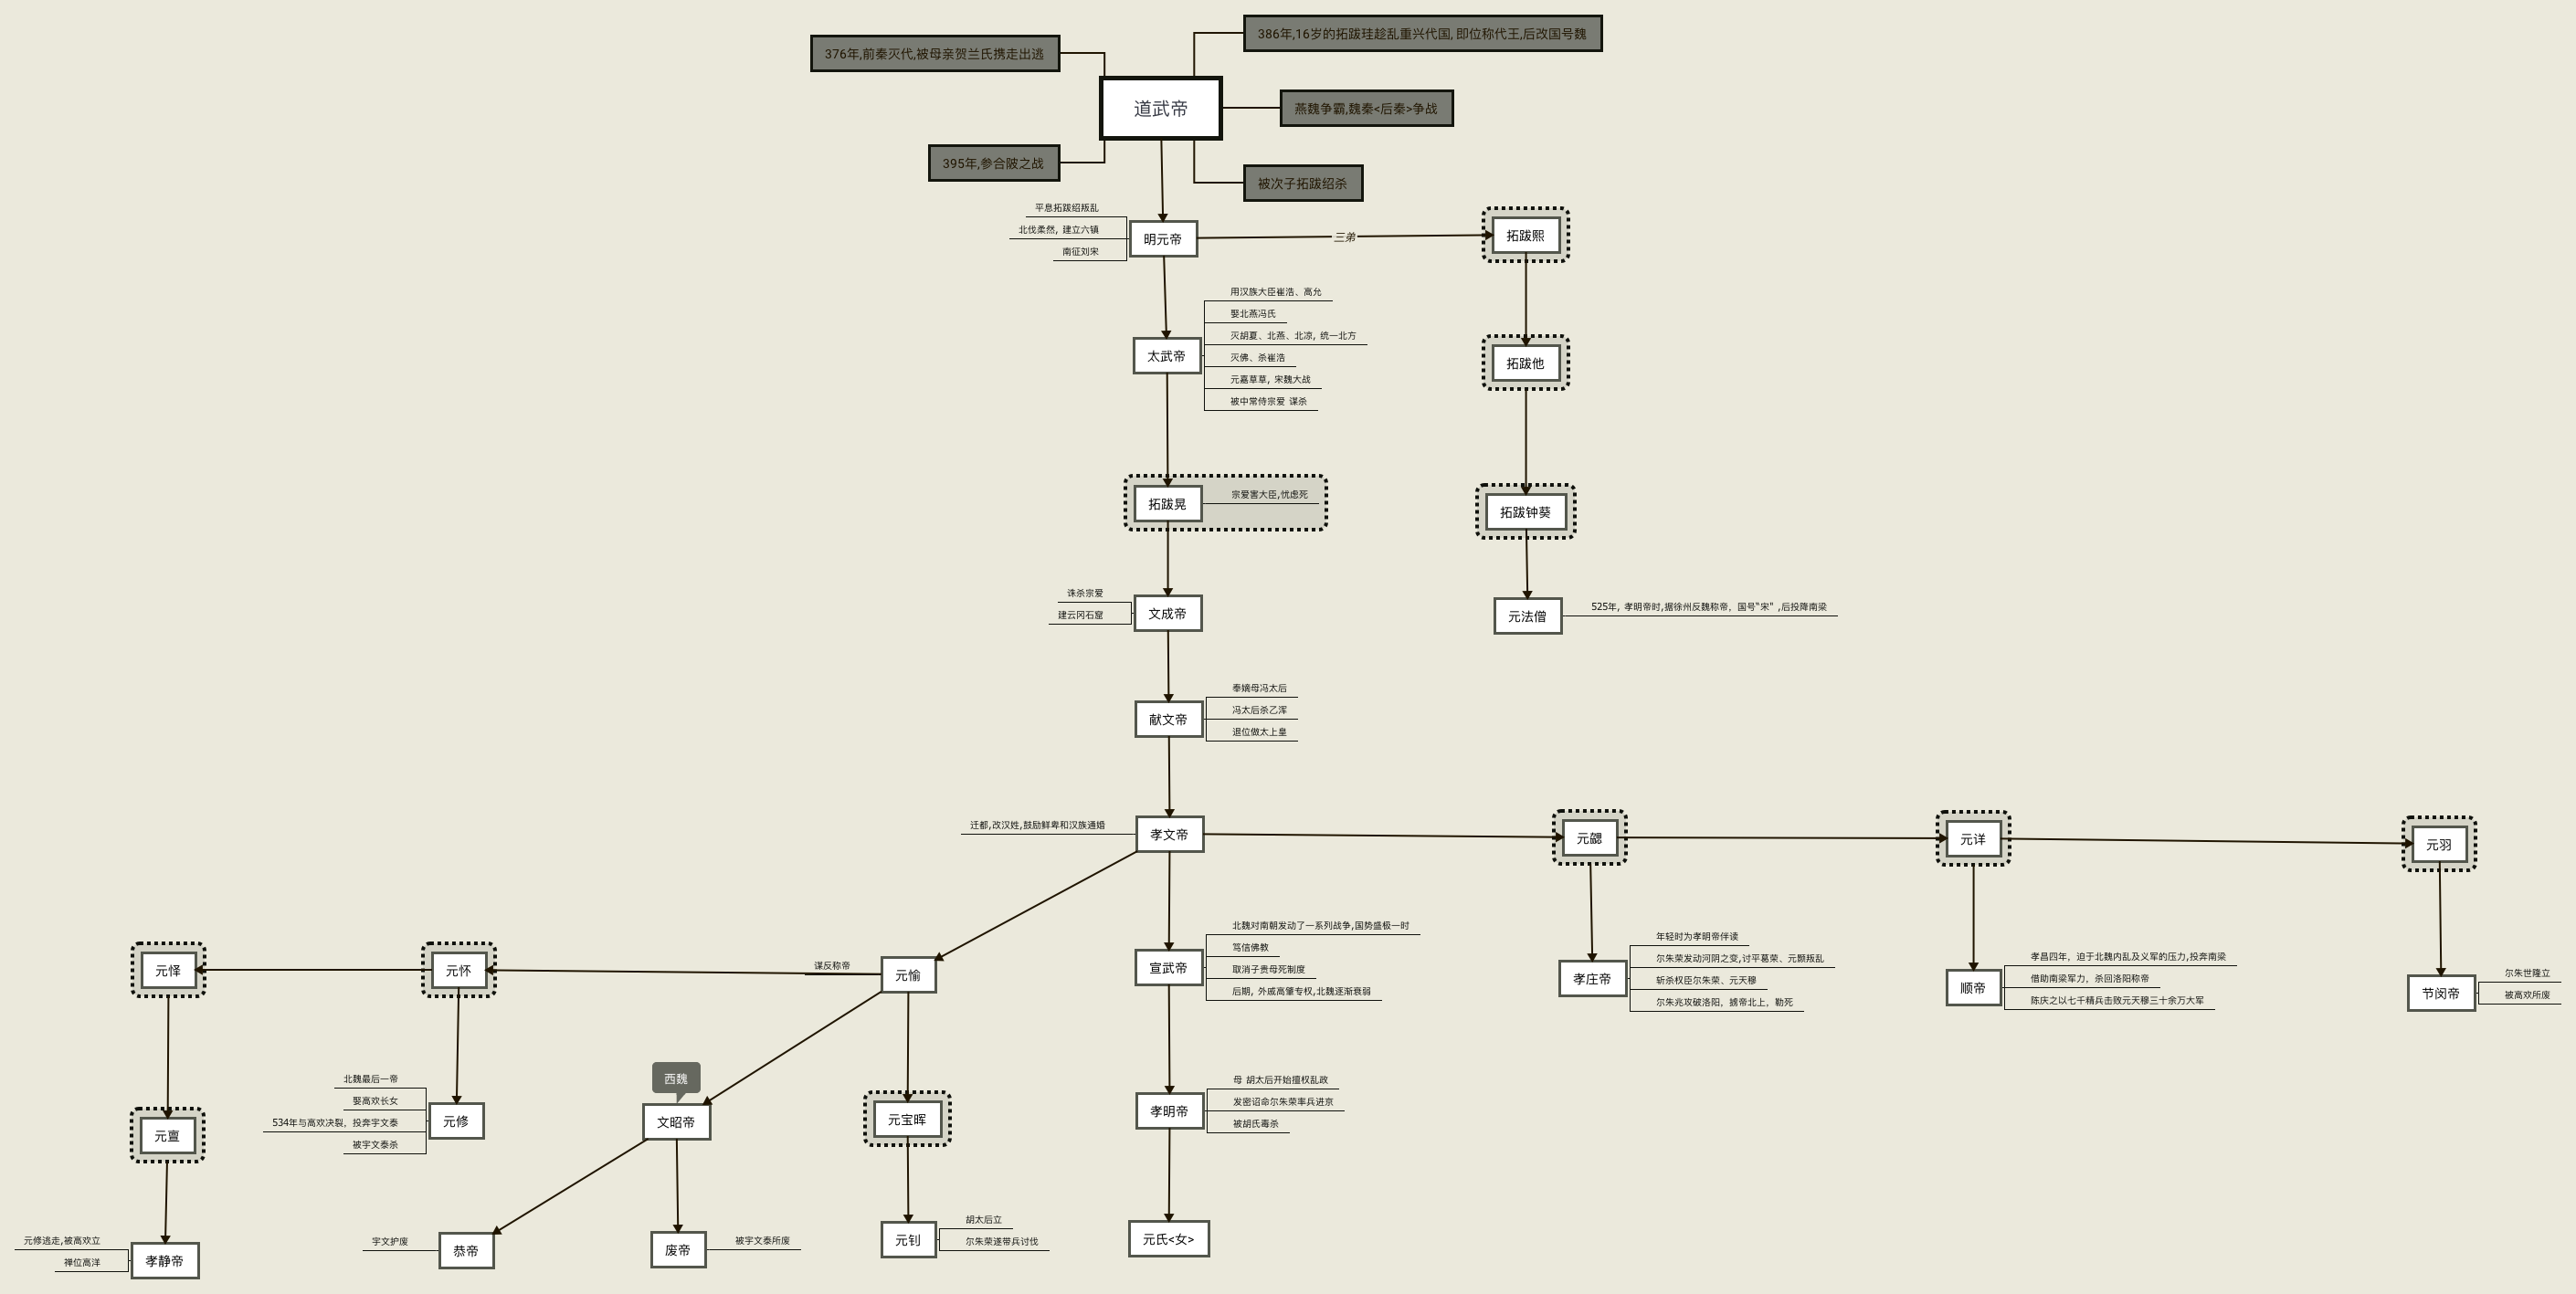 386年,16岁的拓跋珪趁乱重兴代国, 即位称代王,后改国号魏
376年,前秦灭代,被母亲贺兰氏携走出逃
道武帝
燕魏争霸,魏秦<后秦>争战
395年,参合陂之战
被次子拓跋绍杀
平息拓跋绍叛乱
北伐柔然, 建立六镇
南征刘宋
明元帝
三弟
拓跋熙
用汉族大臣崔浩、高允
娶北燕冯氏
灭胡夏、北燕、北凉, 统一北方
灭佛、杀崔浩
元嘉草草, 宋魏大战
被中常侍宗爱 谋杀
太武帝
拓跋他
拓跋晃
宗爱害大臣,忧虑死
拓跋钟葵
诛杀宗爱
建云冈石窟
文成帝
元法僧
525年, 孝明帝时,据徐州反魏称帝，国号"宋" ,后投降南梁
献文帝
奉嫡母冯太后
冯太后杀乙浑
退位做太上皇
迁都,改汉姓,鼓励鲜卑和汉族通婚
孝文帝
元勰
元详
元羽
元怿
元怀
谋反称帝
元愉
宣武帝
北魏对南朝发动了一系列战争,国势盛极一时
笃信佛教
取消子贵母死制度
后期, 外戚高肇专权,北魏逐渐衰弱
孝庄帝
年轻时为孝明帝伴读
尔朱荣发动河阴之变,讨平葛荣、元颢叛乱
斩杀权臣尔朱荣、元天穆
尔朱兆攻破洛阳，掳帝北上，勒死
顺帝
孝昌四年，迫于北魏内乱及义军的压力,投奔南梁
借助南梁军力，杀回洛阳称帝
陈庆之以七千精兵击败元天穆三十余万大军
节闵帝
尔朱世隆立
被高欢所废
元亶
北魏最后一帝
娶高欢长女
534年与高欢决裂，投奔宇文泰
被宇文泰杀
元修
西魏
文昭帝
元宝晖
孝明帝
母 胡太后开始擅权乱政
发密诏命尔朱荣率兵进京
被胡氏毒杀
元修逃走,被高欢立
禅位高洋
孝静帝
宇文护废
恭帝
废帝
被宇文泰所废
元钊
胡太后立
尔朱荣遂带兵讨伐
元氏<女>